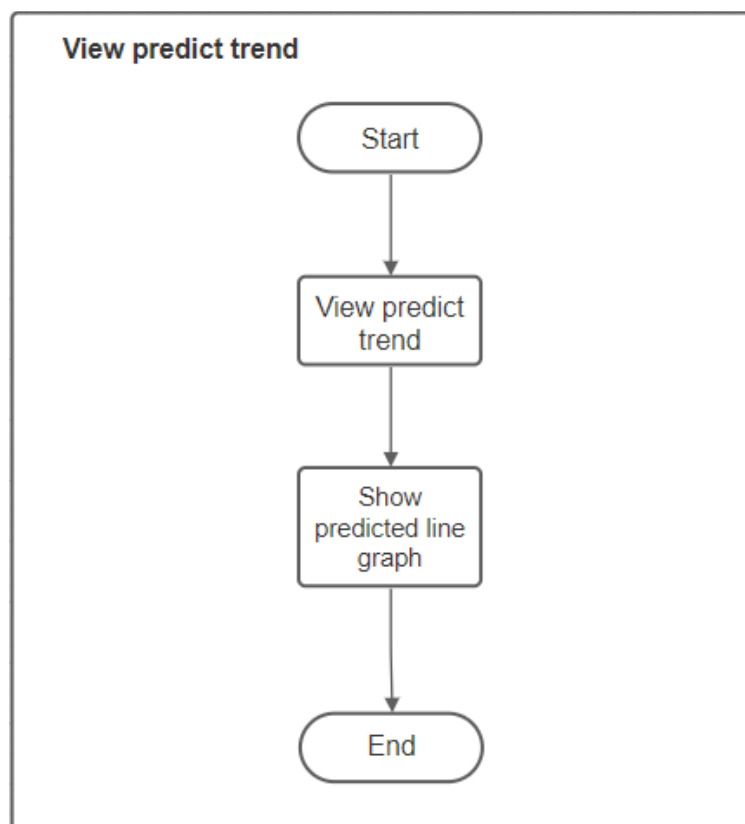 View predict trend
Start
View predict
trend
Show
predicted line
graph
End